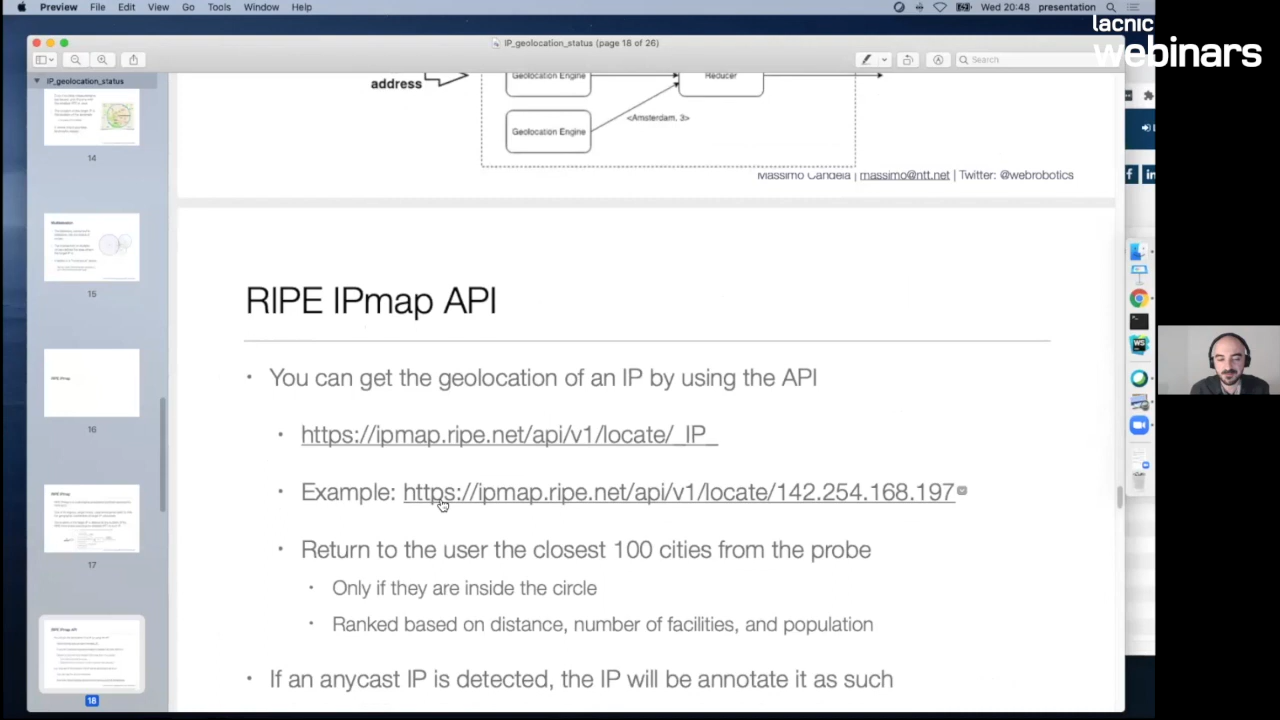 Preview File Edit View Go Tools Window Help
Wed 20:48 presentation
lacnic
webinars
IP_geolocation_status (page 18 of 26)
Search
IP_geolocation_status
14
15
16
17
18
address
Geolocation Engine
Reducer
Geolocation Engine
<Amsterdam, 3>
Massimo Candela | massimo@ntt.net | Twitter: @webrobotics
RIPE IPmap API
• You can get the geolocation of an IP by using the API
• https://ipmap.ripe.net/api/v1/locate/_IP_
• Example: https://ipmap.ripe.net/api/v1/locate/142.254.168.197
• Return to the user the closest 100 cities from the probe
• Only if they are inside the circle
• Ranked based on distance, number of facilities, and population
• If an anycast IP is detected, the IP will be annotate it as such